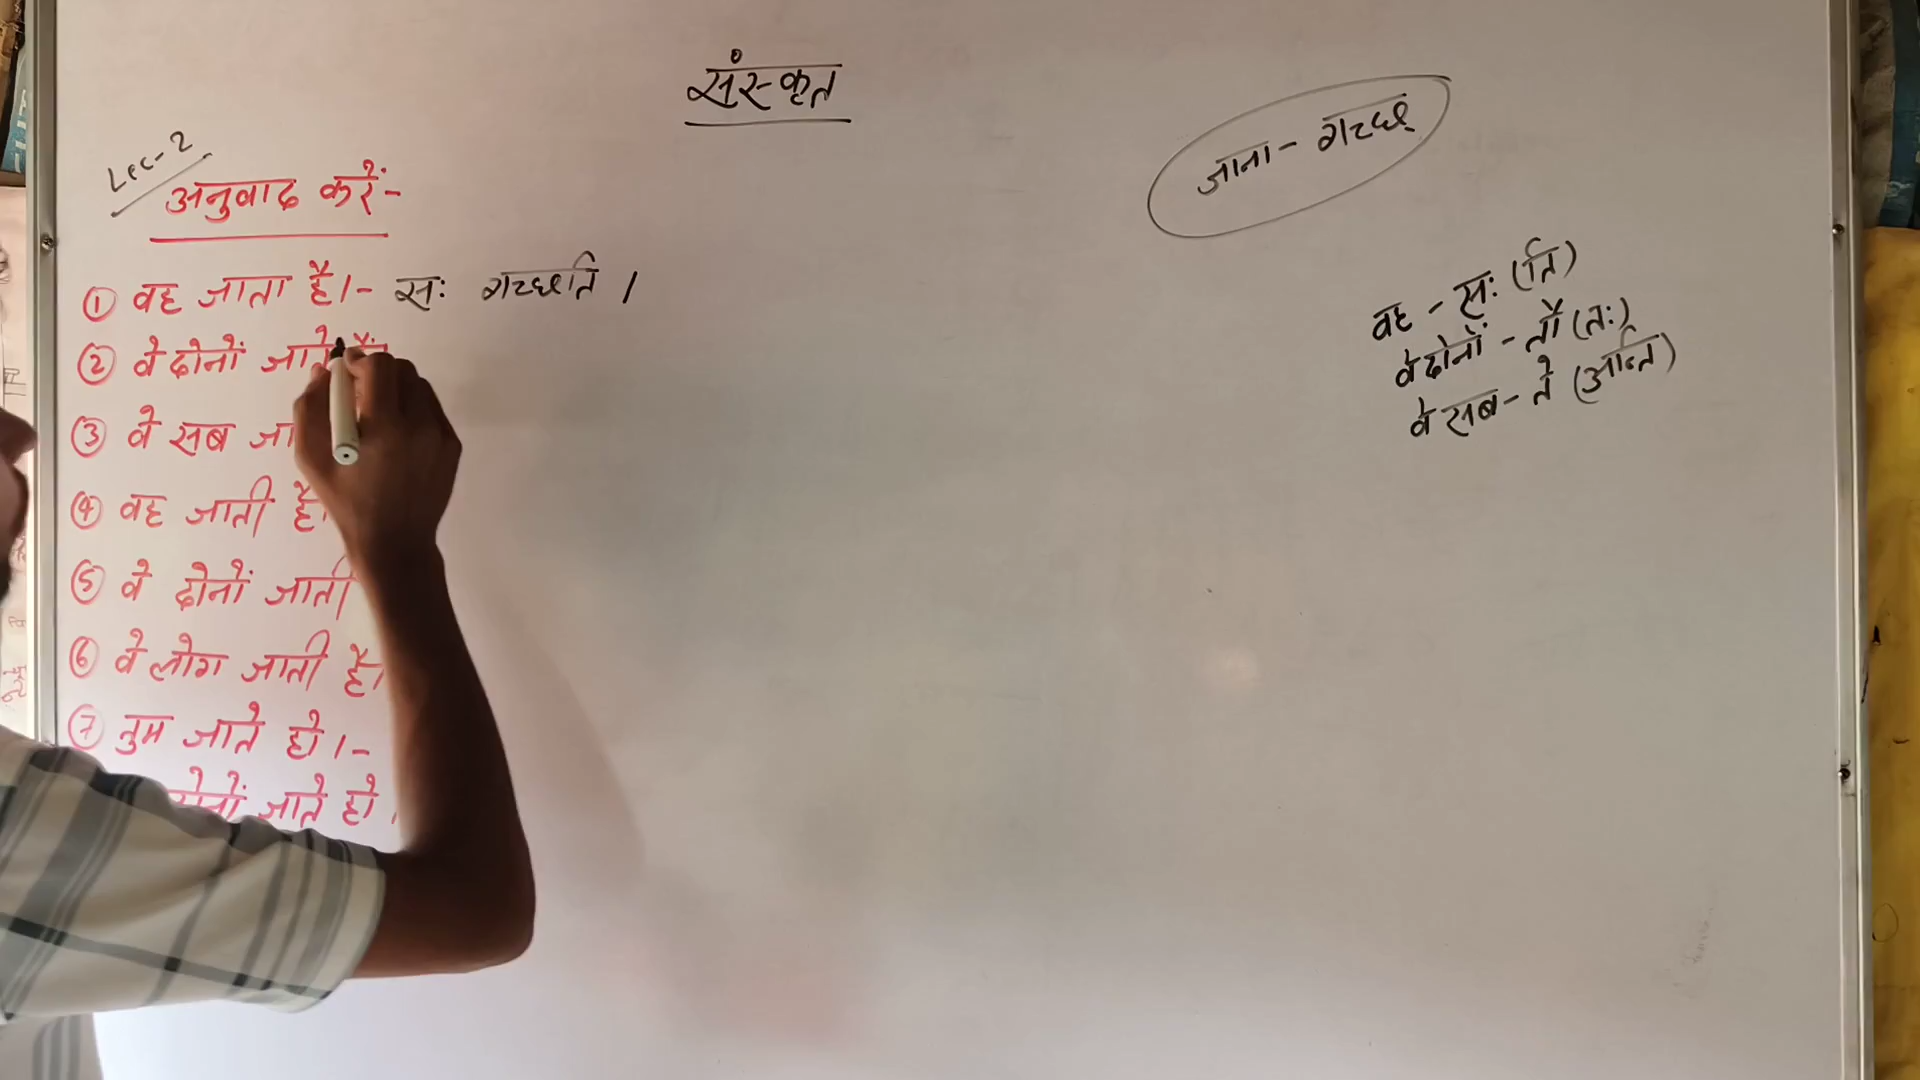 संस्कृत
Lec-2
अनुवाद करें-
जाना - गच्छ्
① वह जाता है।- सः गच्छति ।
② वे दोनों जाते हैं
③ वे सब
④ वह जाती है।
⑤ वे दोनों जाती
⑥ वे लोग जाती है।
⑦ तुम जाते हो।-
दोनों जाते हो।
वह - सः (ति)
वे दोनों - तौ (तः)
वे सब - ते (अन्ति)